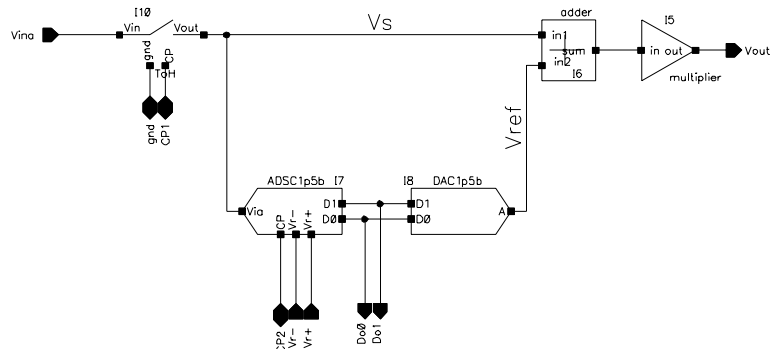 Vina
I10
Vin
Vout
gnd
CP
ToH
gnd
CP1
Vs
adder
in1
sum
in2
I6
I5
in out
multiplier
Vout
Vref
ADSC1p5b
I7
I8
DAC1p5b
Via
CP
Vr-
Vr+
D1
D0
D1
D0
A
CP2
Vr-
Vr+
Do0
Do1